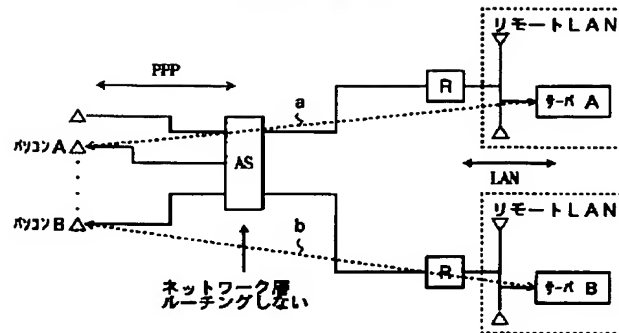 リモートLAN
PPP
R
サーバ A
a
パソコンA
AS
LAN
リモートLAN
パソコンB
b
R
サーバ B
ネットワーク層
ルーチングしない